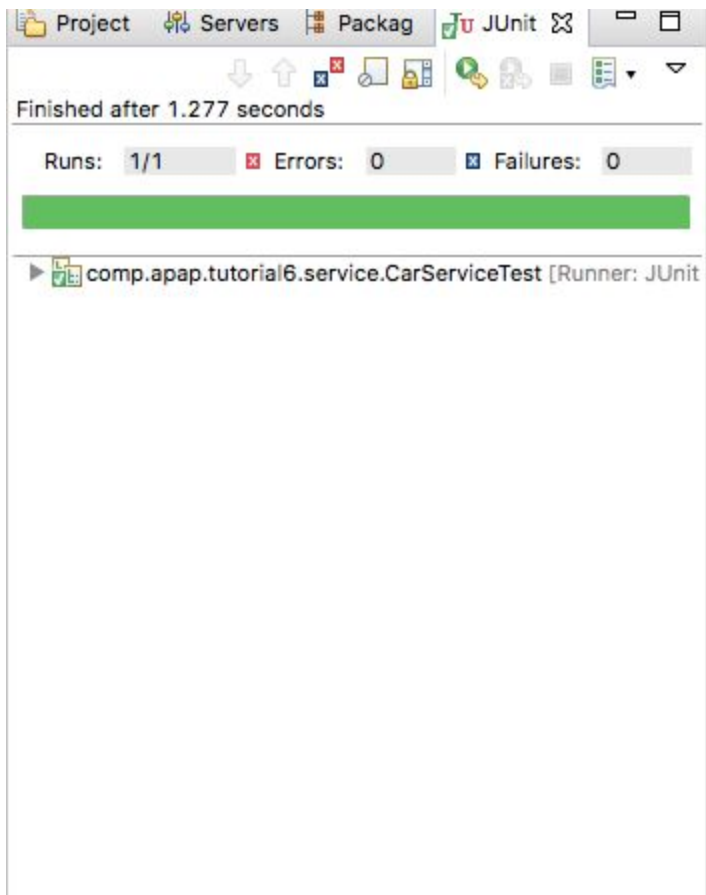 Project Servers Packag JU JUnit
Finished after 1.277 seconds
Runs: 1/1 Errors: 0 Failures: 0
comp.apap.tutorial6.service.CarServiceTest [Runner: JUnit